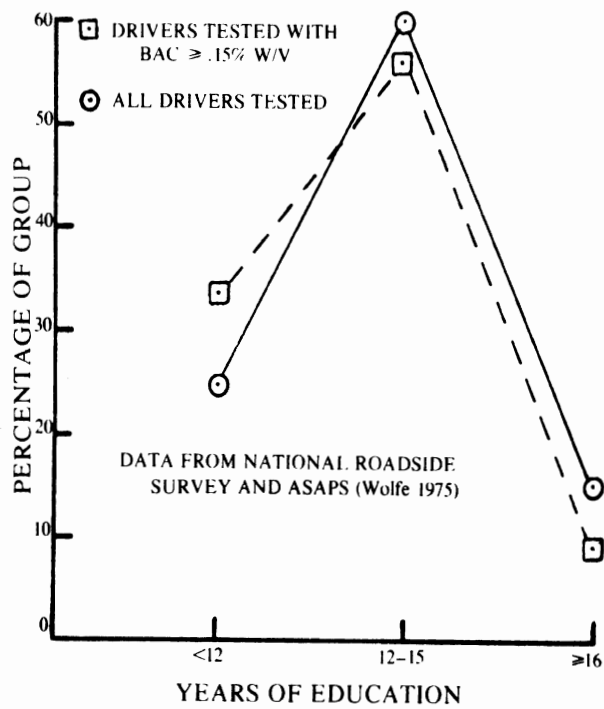 60
DRIVERS TESTED WITH
BAC ≥ .15% W/V
ALL DRIVERS TESTED
50
40
30
20
10
0
PERCENTAGE OF GROUP
DATA FROM NATIONAL ROADSIDE
SURVEY AND ASAPS (Wolfe 1975)
<12
12–15
≥16
YEARS OF EDUCATION